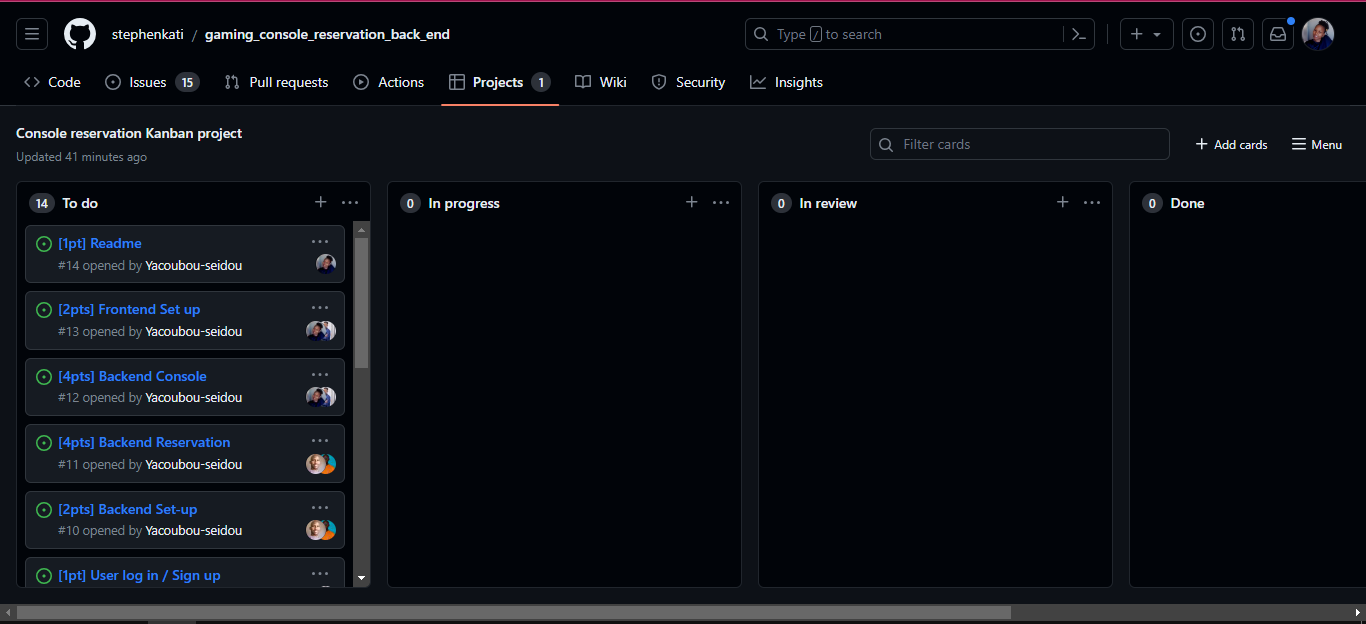 stephenkati / gaming_console_reservation_back_end
Type / to search
Code
Issues 15
Pull requests
Actions
Projects 1
Wiki
Security
Insights
Console reservation Kanban project
Updated 41 minutes ago
Filter cards
Add cards
Menu
14 To do
[1pt] Readme
#14 opened by Yacoubou-seidou
[2pts] Frontend Set up
#13 opened by Yacoubou-seidou
[4pts] Backend Console
#12 opened by Yacoubou-seidou
[4pts] Backend Reservation
#11 opened by Yacoubou-seidou
[2pts] Backend Set-up
#10 opened by Yacoubou-seidou
[1pt] User log in / Sign up
0 In progress
0 In review
0 Done